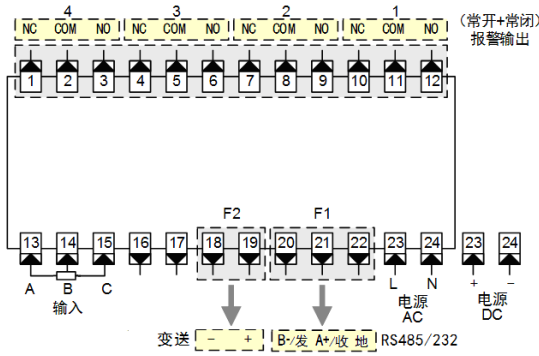 4 3 2 1
NC COM NO NC COM NO NC COM NO NC COM NO
(常开+常闭)
报警输出
1 2 3 4 5 6 7 8 9 10 11 12
F2 F1
13 14 15 16 17 18 19 20 21 22 23 24 23 24
A B C L N + −
输入
电源
AC
电源
DC
变送 − + B-/发 A+/收 地 RS485/232